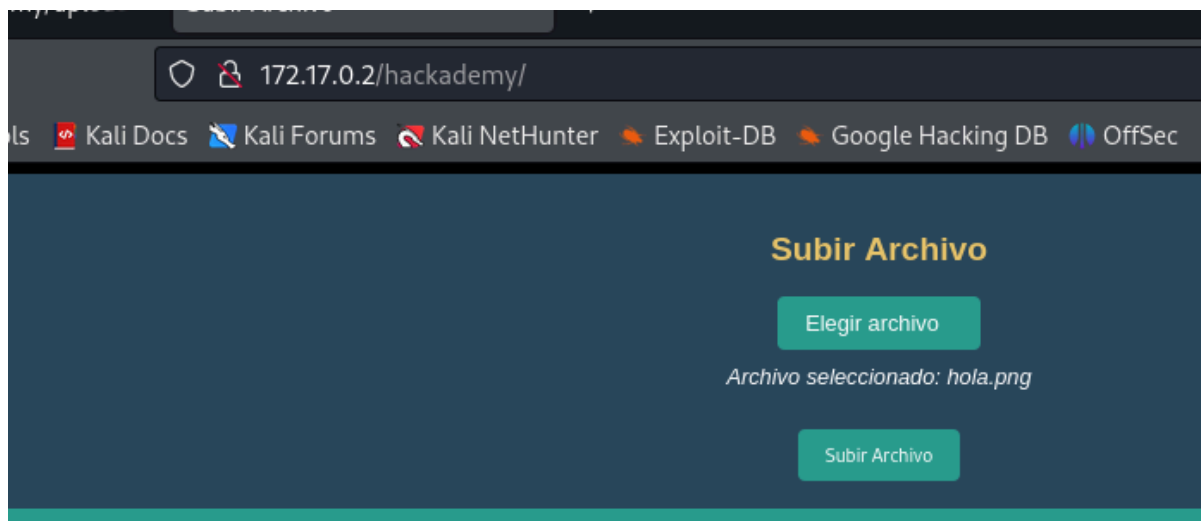 172.17.0.2/hackademy/
Kali Docs Kali Forums Kali NetHunter Exploit-DB Google Hacking DB OffSec
Subir Archivo
Elegir archivo
Archivo seleccionado: hola.png
Subir Archivo